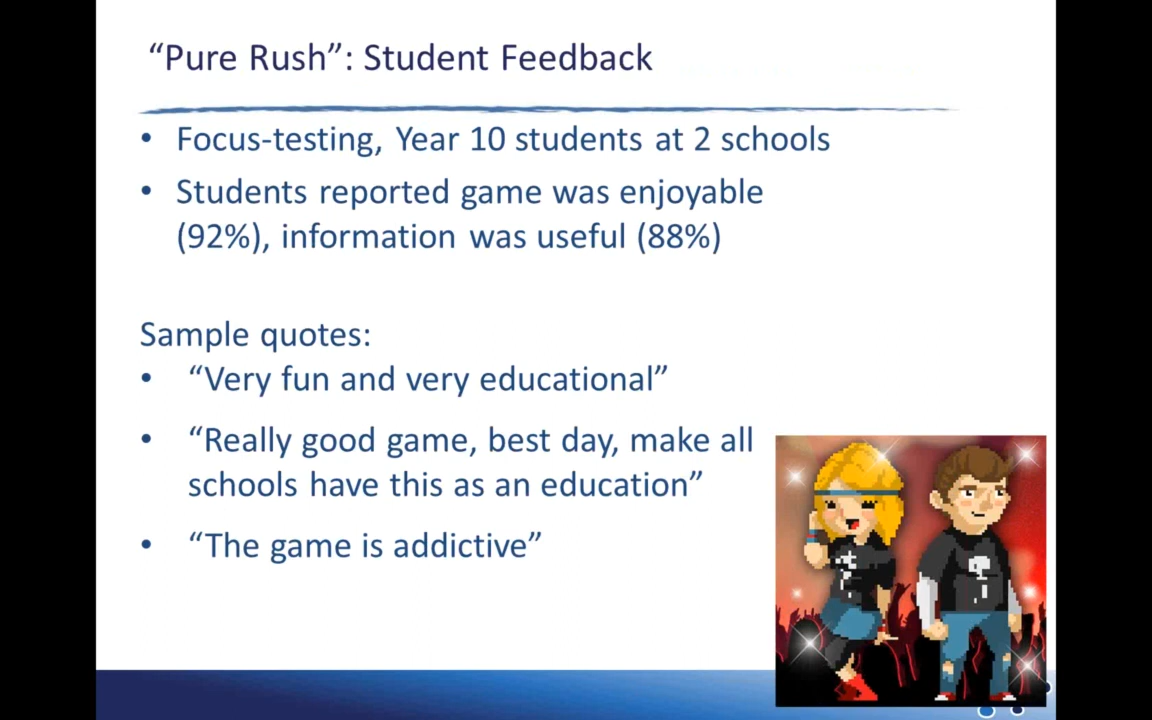 “Pure Rush”: Student Feedback
• Focus-testing, Year 10 students at 2 schools
• Students reported game was enjoyable
(92%), information was useful (88%)
Sample quotes:
• “Very fun and very educational”
• “Really good game, best day, make all
schools have this as an education”
• “The game is addictive”